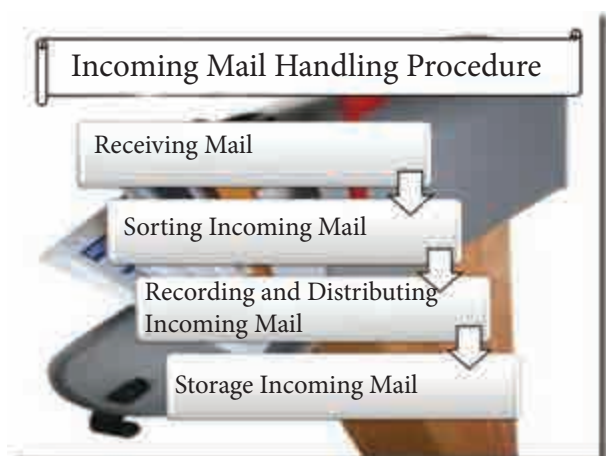 Incoming Mail Handling Procedure
Receiving Mail
Sorting Incoming Mail
Recording and Distributing
Incoming Mail
Storage Incoming Mail